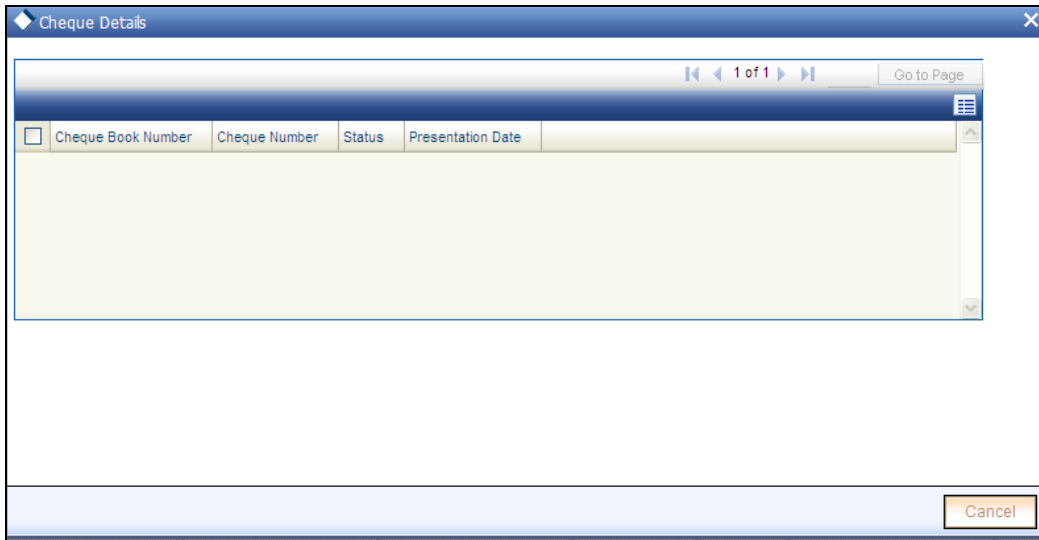 Cheque Details
1 of 1 Go to Page
Cheque Book Number Cheque Number Status Presentation Date
Cancel